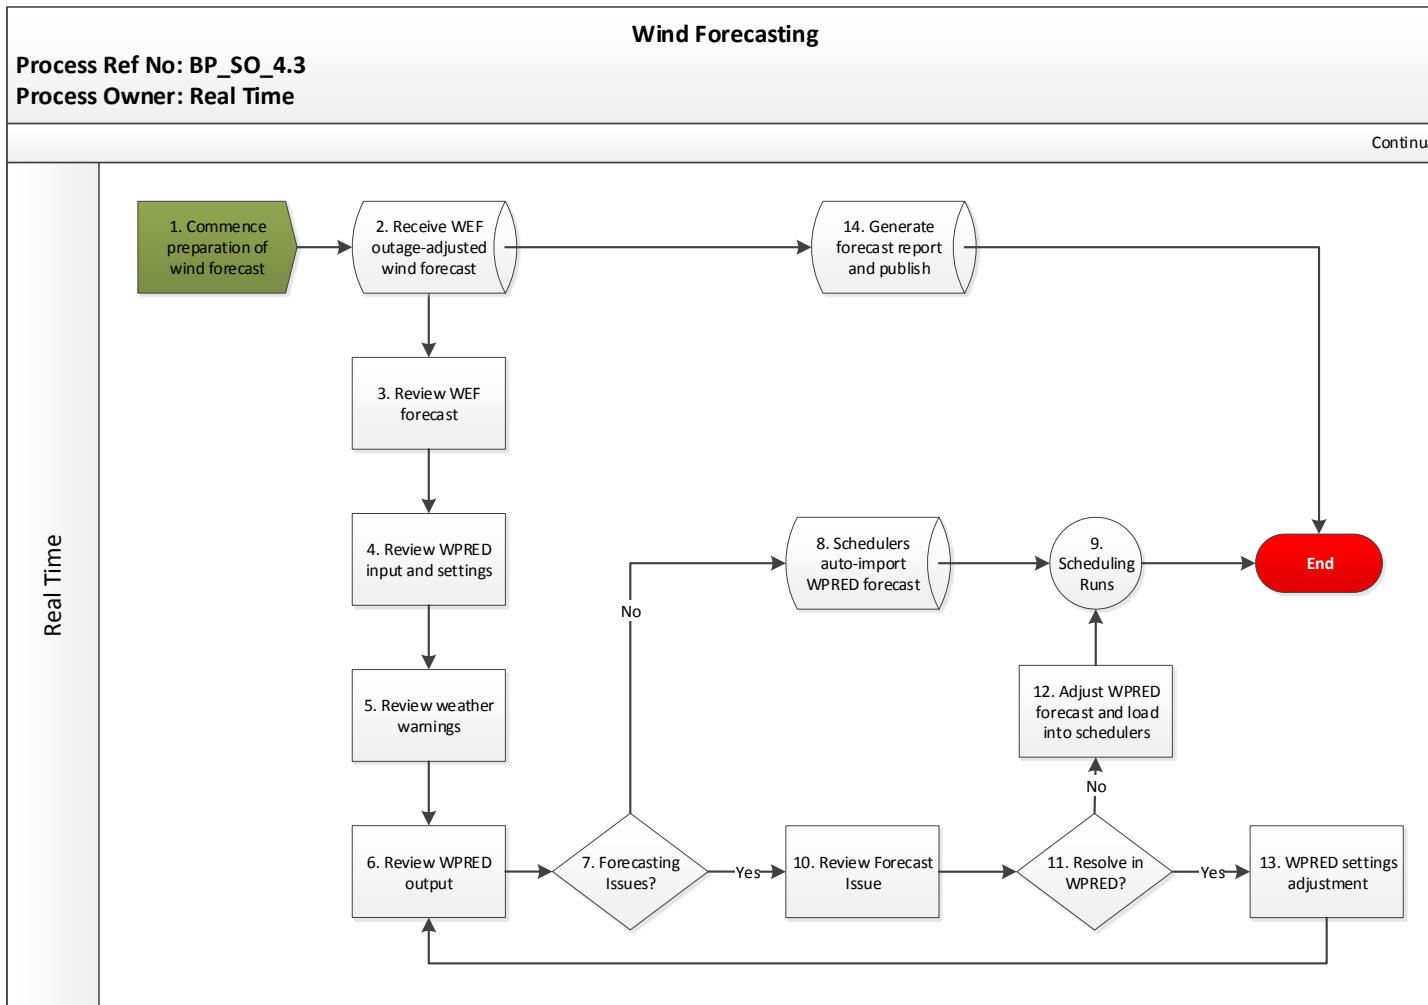 Wind Forecasting
Process Ref No: BP_SO_4.3
Process Owner: Real Time
Continu
Real Time
1. Commence
preparation of
wind forecast
2. Receive WEF
outage-adjusted
wind forecast
14. Generate
forecast report
and publish
3. Review WEF
forecast
4. Review WPRED
input and settings
8. Schedulers
auto-import
WPRED forecast
9.
Scheduling
Runs
End
No
5. Review weather
warnings
12. Adjust WPRED
forecast and load
into schedulers
No
6. Review WPRED
output
7. Forecasting
Issues?
Yes
10. Review Forecast
Issue
11. Resolve in
WPRED?
Yes
13. WPRED settings
adjustment